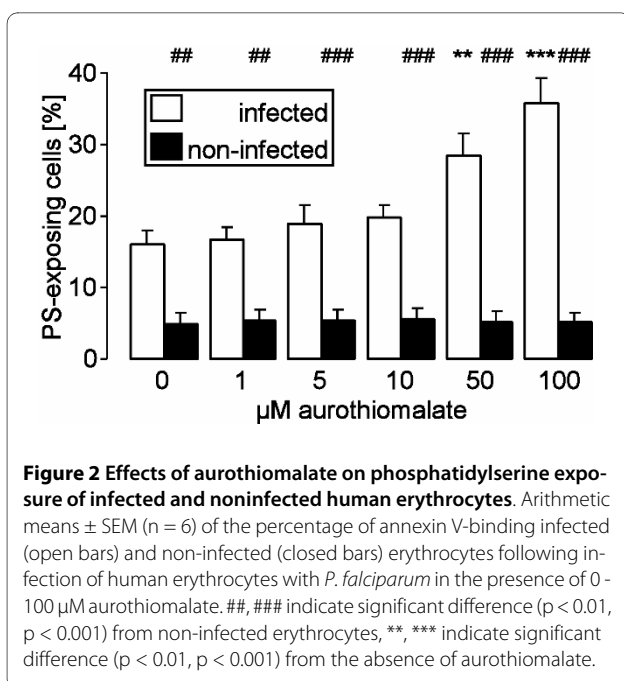 ## ## ### ### ** ### *** ###
40
30
20
10
0
PS-exposing cells [%]
infected
non-infected
0 1 5 10 50 100
µM aurothiomalate
Figure 2 Effects of aurothiomalate on phosphatidylserine expo-
sure of infected and noninfected human erythrocytes. Arithmetic
means ± SEM (n = 6) of the percentage of annexin V-binding infected
(open bars) and non-infected (closed bars) erythrocytes following in-
fection of human erythrocytes with P. falciparum in the presence of 0 -
100 µM aurothiomalate. ##, ### indicate significant difference (p < 0.01,
p < 0.001) from non-infected erythrocytes, **, *** indicate significant
difference (p < 0.01, p < 0.001) from the absence of aurothiomalate.